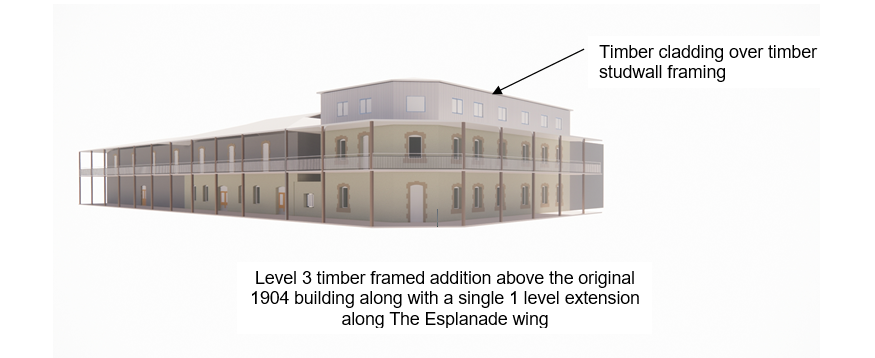 Timber cladding over timber
studwall framing
Level 3 timber framed addition above the original
1904 building along with a single 1 level extension
along The Esplanade wing